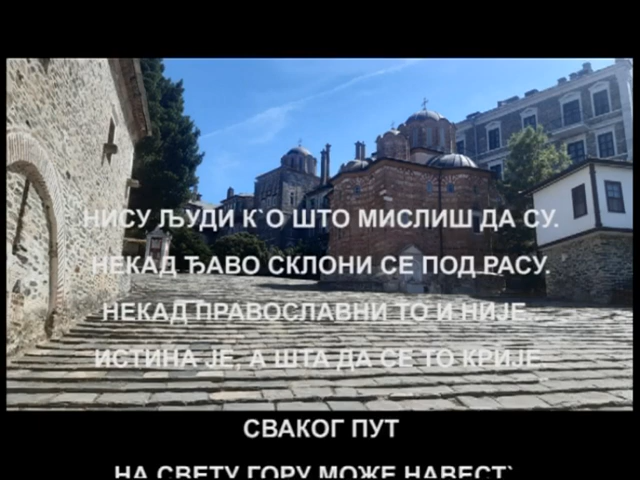 НИСУ ЉУДИ К`О ШТО МИСЛИШ ДА СУ.
НЕКАД ЂАВО СКЛОНИ СЕ ПОД РАСУ.
НЕКАД ПРАВОСЛАВНИ ТО И НИЈЕ.
ИСТИНА ЈЕ, А ШТА ДА СЕ ТО КРИЈЕ
СВАКОГ ПУТ
НА СВЕТУ ГОРУ МОЖЕ НАВЕСТ`